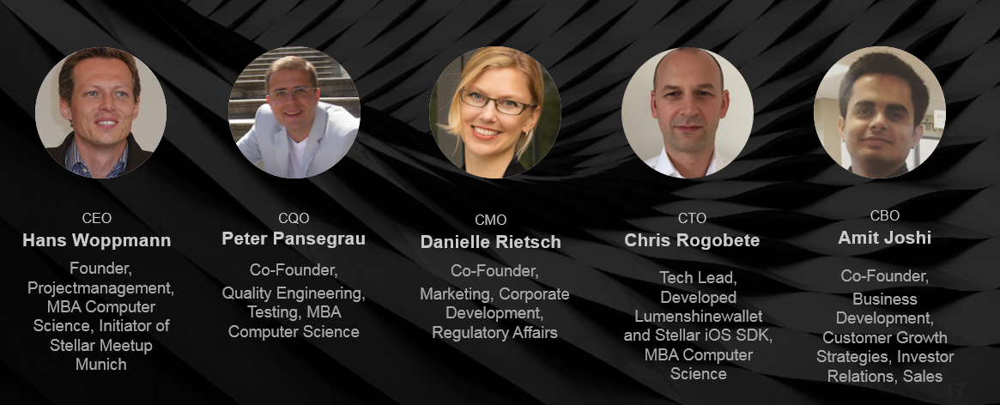 CEO
Hans Woppmann
Founder,
Projectmanagement,
MBA Computer
Science, Initiator of
Stellar Meetup
Munich
CQO
Peter Pansegrau
Co-Founder,
Quality Engineering,
Testing, MBA
Computer Science
CMO
Danielle Rietsch
Co-Founder,
Marketing, Corporate
Development,
Regulatory Affairs
CTO
Chris Rogobete
Tech Lead,
Developed
Lumenshinewallet
and Stellar iOS SDK,
MBA Computer
Science
CBO
Amit Joshi
Co-Founder,
Business
Development,
Customer Growth
Strategies, Investor
Relations, Sales
17